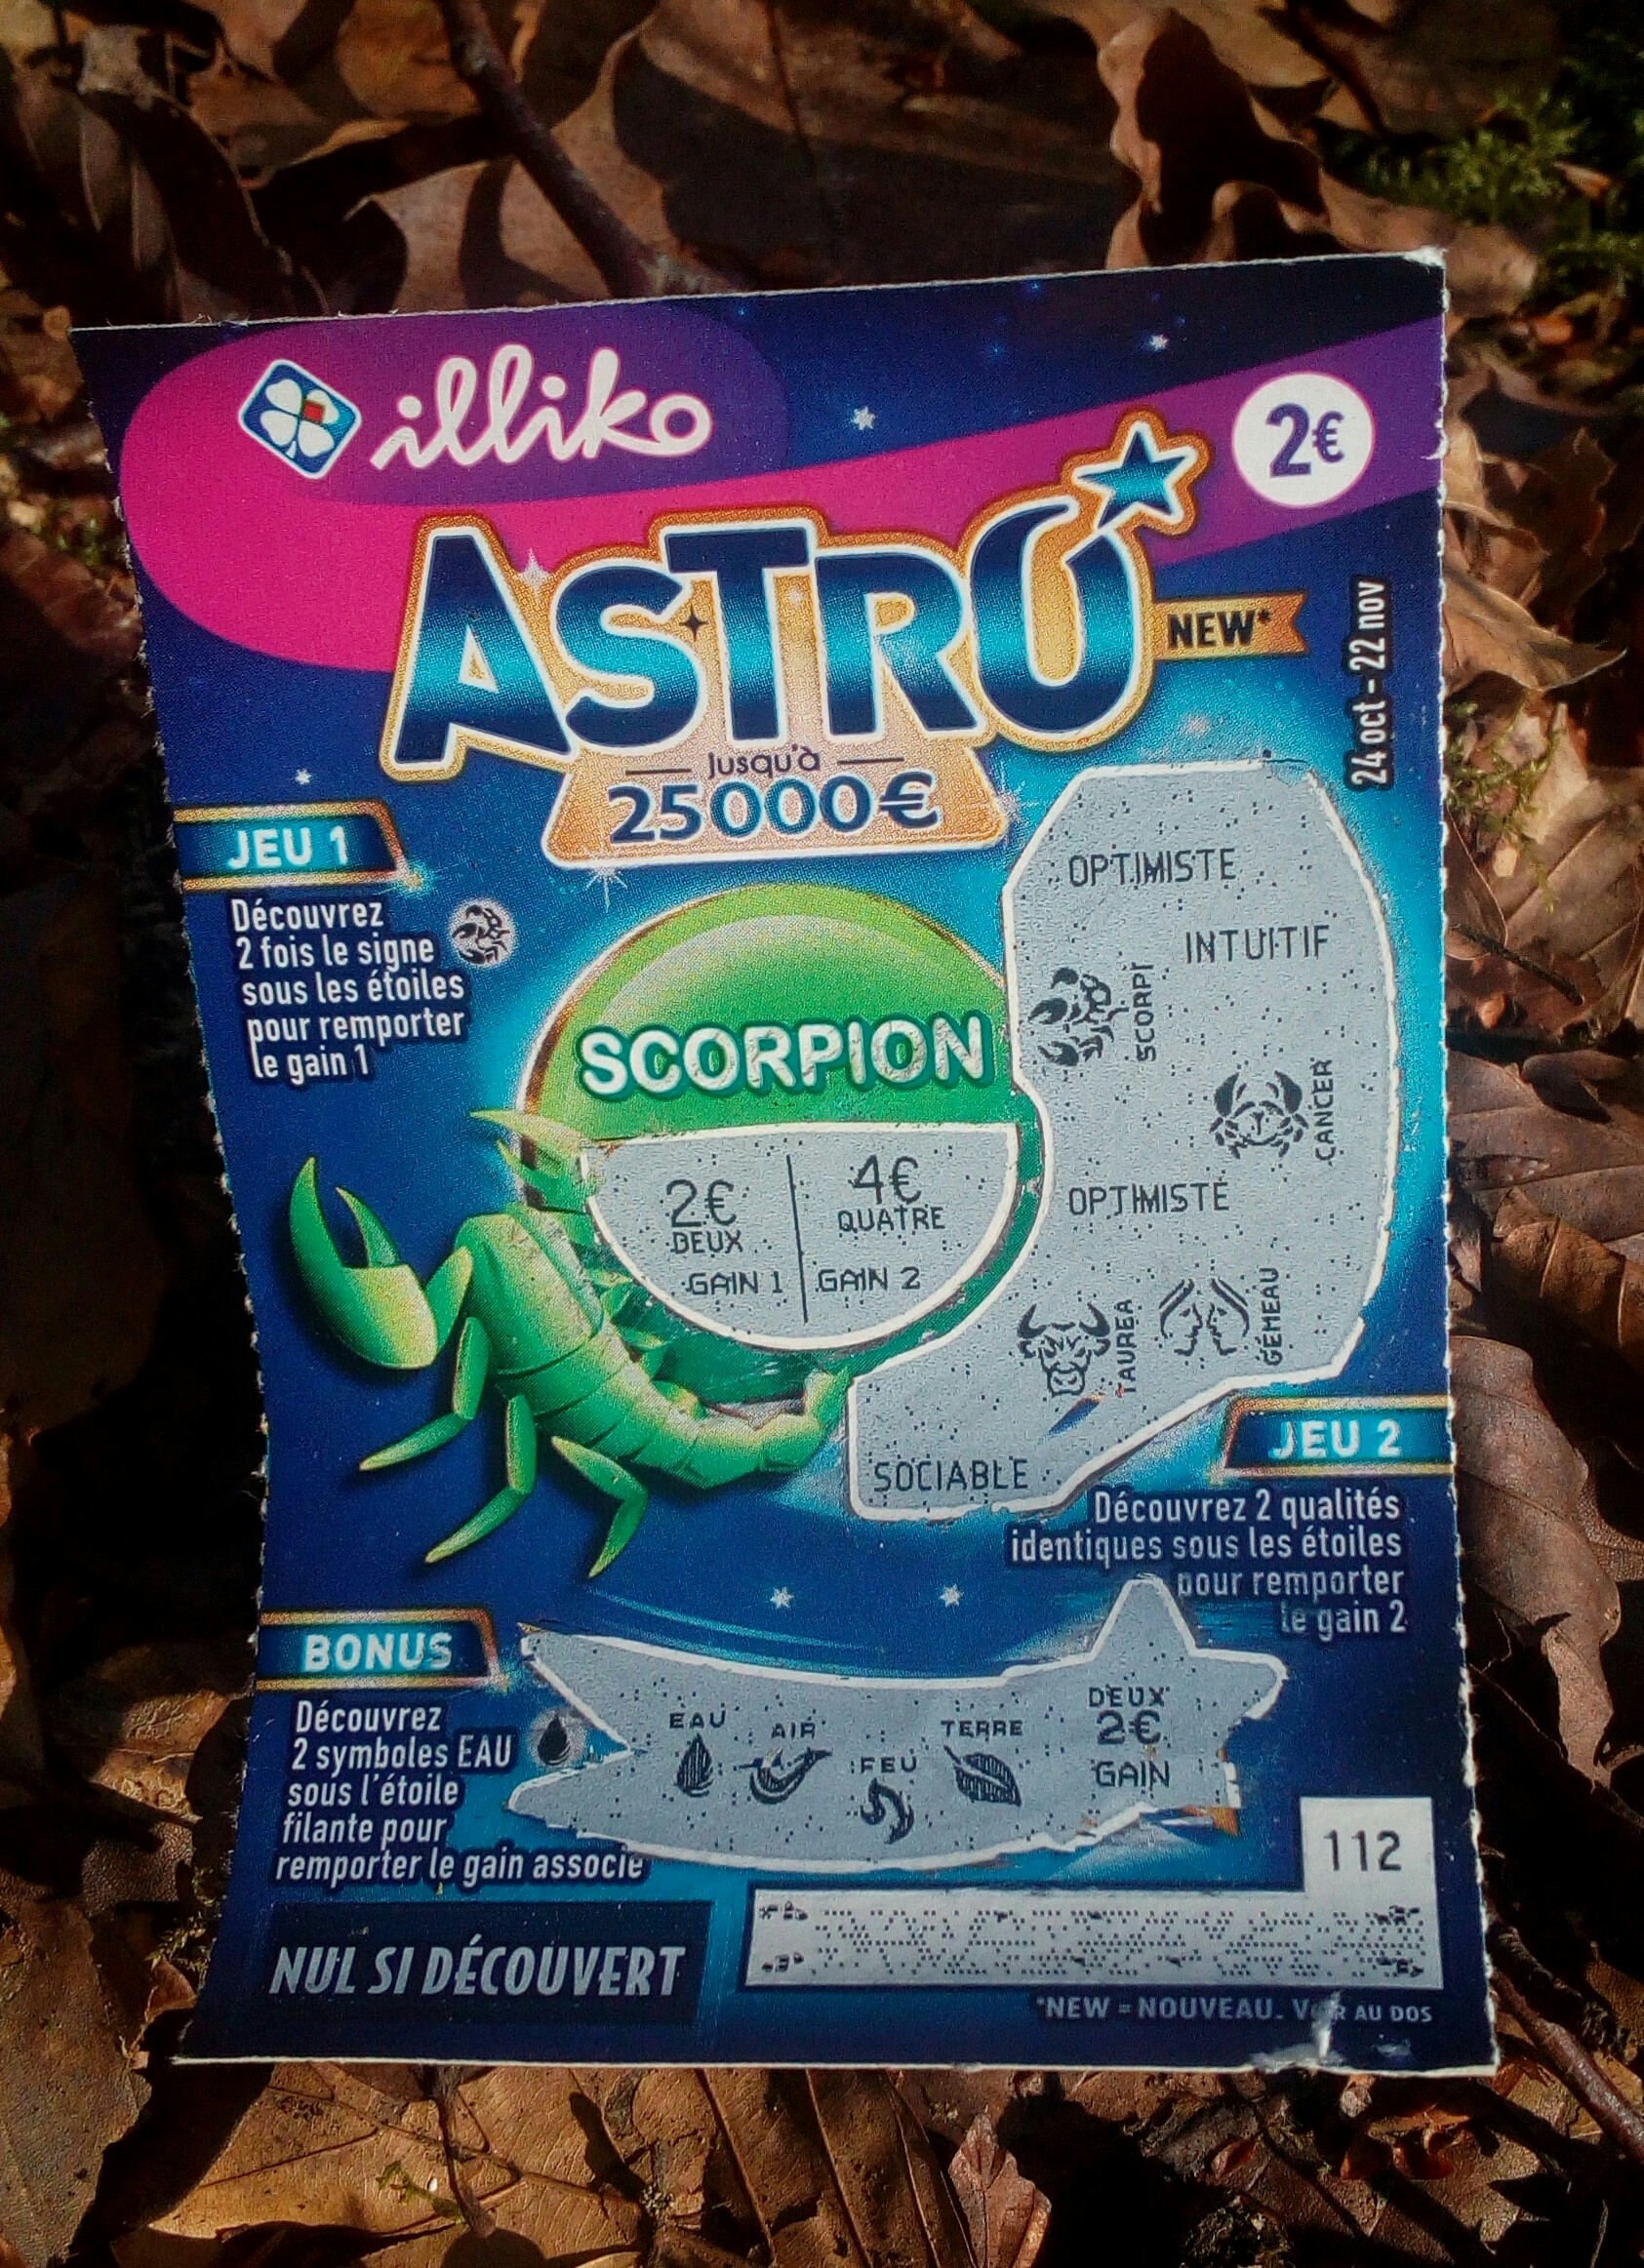 illiko
2€
ASTRO
NEW*
24 oct - 22 nov
Jusqu'à
25000€
JEU 1
Découvrez
2 fois le signe
sous les étoiles
pour remporter
le gain 1
SCORPION
2€
DEUX
GAIN 1
4€
QUATRE
GAIN 2
OPTIMISTE
INTUITIF
SCORPI
CANCER
OPTIMISTE
TAUREA
GÉMEAU
SOCIABLE
JEU 2
Découvrez 2 qualités
identiques sous les étoiles
pour remporter
le gain 2
BONUS
Découvrez
2 symboles EAU
sous l'étoile
filante pour
remporter le gain associé
EAU
AIR
FEU
TERRE
DEUX
2€
GAIN
112
NUL SI DÉCOUVERT
*NEW = NOUVEAU. VOIR AU DOS